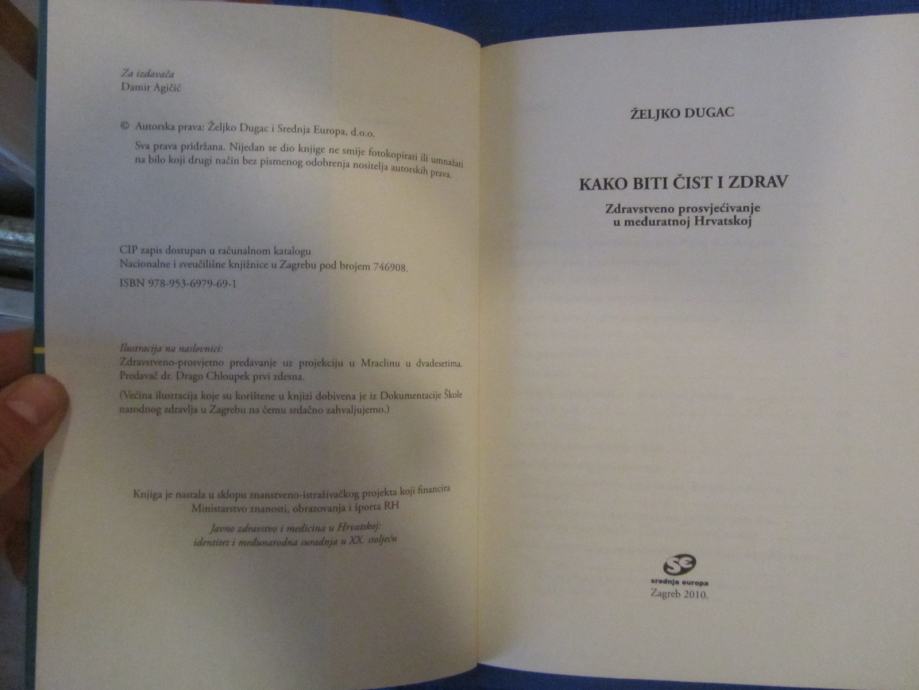 Za izdavača
Damir Agičić
© Autorska prava: Željko Dugac i Srednja Europa, d.o.o.
Sva prava pridržana. Nijedan se dio knjige ne smije fotokopirati ili umnažati
na bilo koji drugi način bez pismenog odobrenja nositelja autorskih prava.
CIP zapis dostupan u računalnom katalogu
Nacionalne i sveučilišne knjižnice u Zagrebu pod brojem 746908.
ISBN 978-953-6979-69-1
Ilustracija na naslovnici:
Zdravstveno-prosvjetno predavanje uz projekciju u Mraclinu u dvadesetima.
Predavač dr. Drago Chloupek prvi zdesna.
(Većina ilustracija koje su korištene u knjizi dobivena je iz Dokumentacije Škole
narodnog zdravlja u Zagrebu na čemu srdačno zahvaljujemo.)
Knjiga je nastala u sklopu znanstveno-istraživačkog projekta koji financira
Ministarstvo znanosti, obrazovanja i športa RH
Javno zdravstvo i medicina u Hrvatskoj:
identitet i međunarodna suradnja u XX. stoljeću
ŽELJKO DUGAC
KAKO BITI ČIST I ZDRAV
Zdravstveno prosvjećivanje
u međuratnoj Hrvatskoj
se
srednja europa
Zagreb 2010.